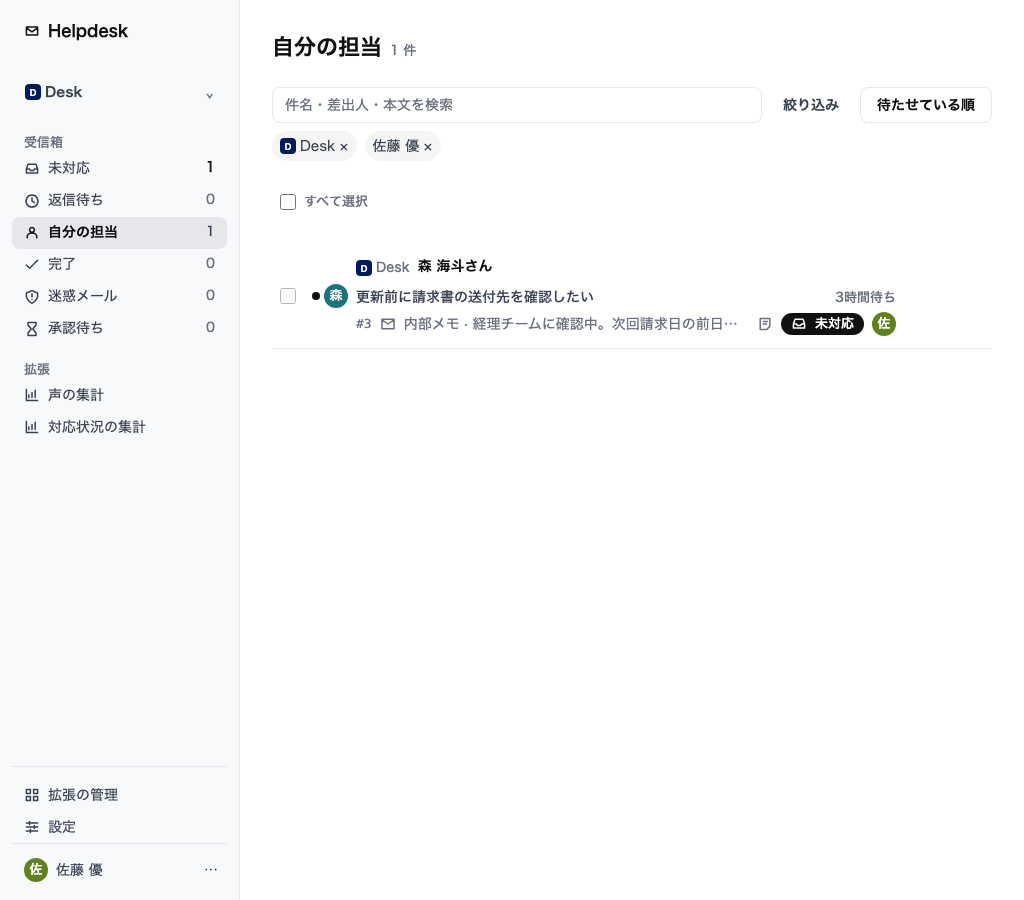 Helpdesk
D Desk
受信箱
未対応 1
返信待ち 0
自分の担当 1
完了 0
迷惑メール 0
承認待ち 0
拡張
声の集計
対応状況の集計
拡張の管理
設定
佐 佐藤 優 …
自分の担当 1 件
件名・差出人・本文を検索 絞り込み 待たせている順
D Desk × 佐藤 優 ×
すべて選択
D Desk 森 海斗さん
森 更新前に請求書の送付先を確認したい 3時間待ち
#3 内部メモ · 経理チームに確認中。次回請求日の前日… 未対応 佐